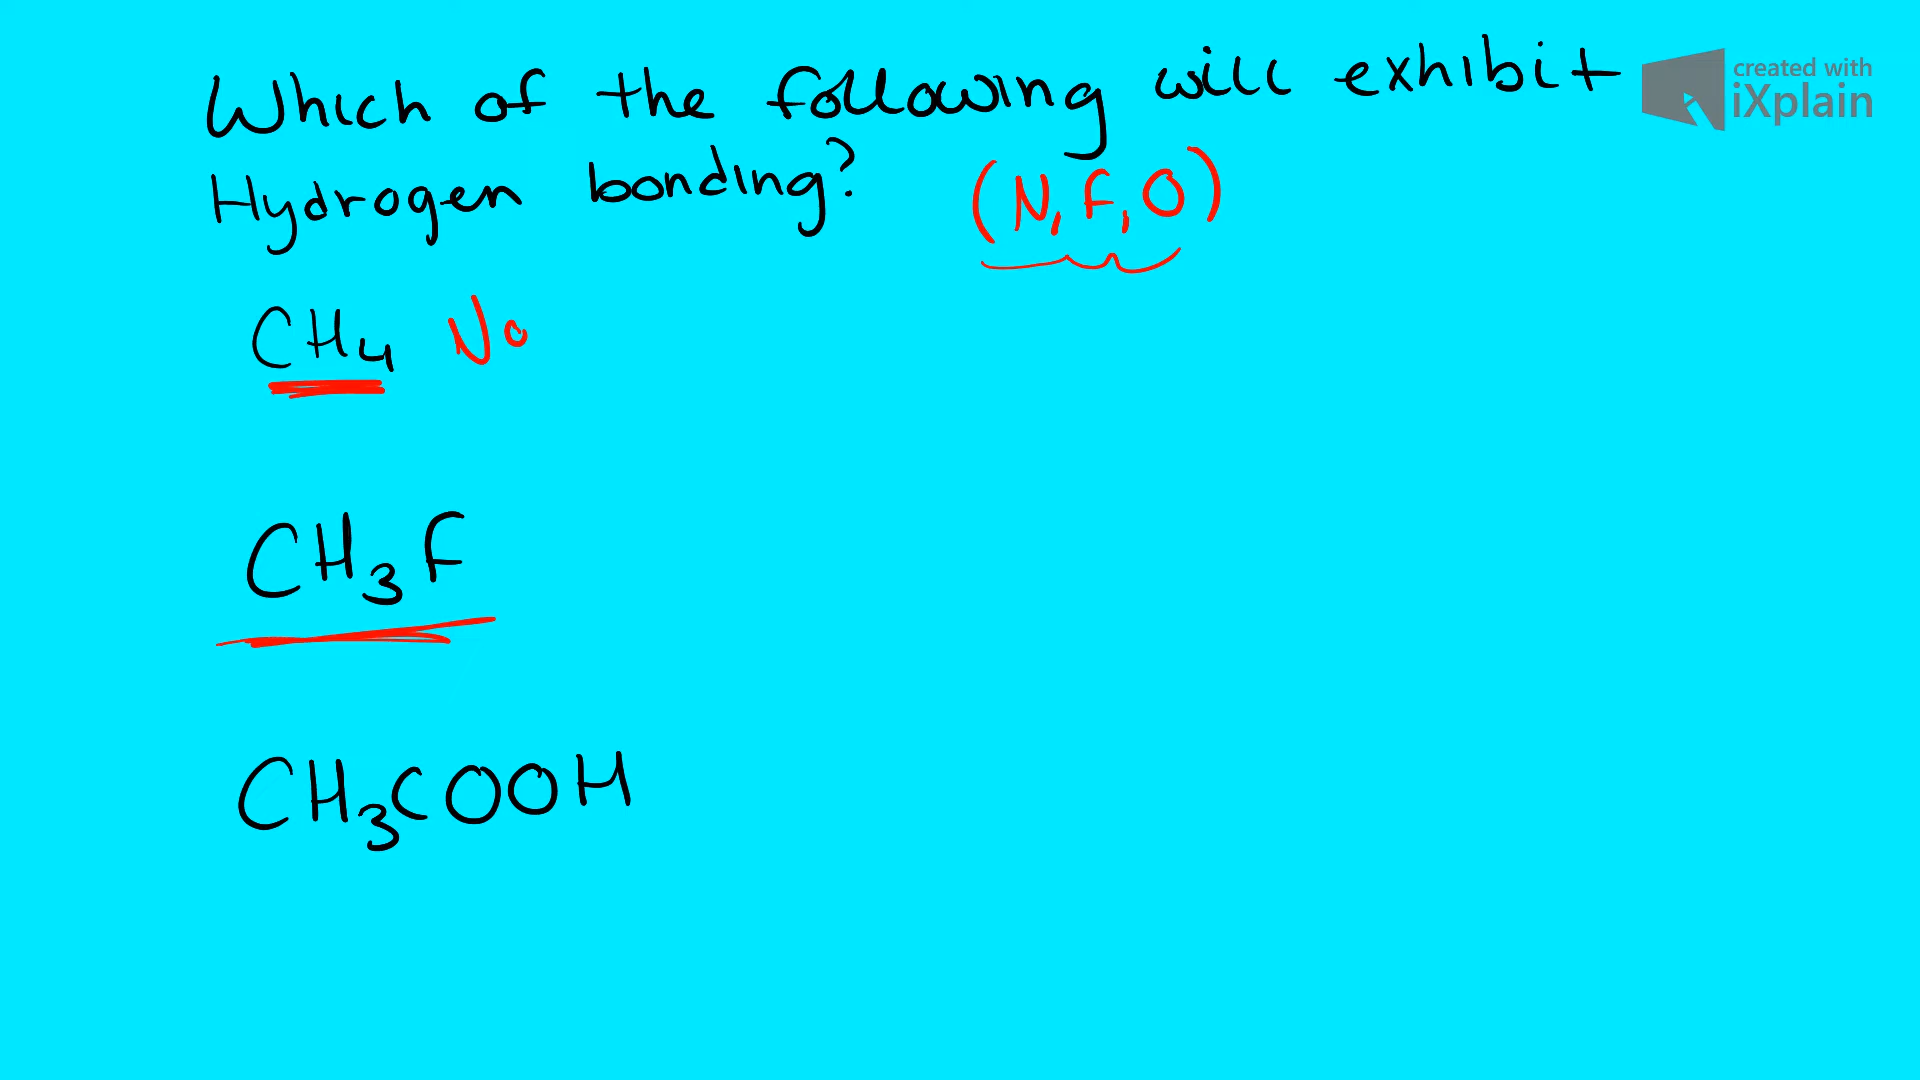 Which of the following will exhibit
created with
iXplain
Hydrogen bonding? (N, F, O)
CH4 No
CH3F
CH3COOH